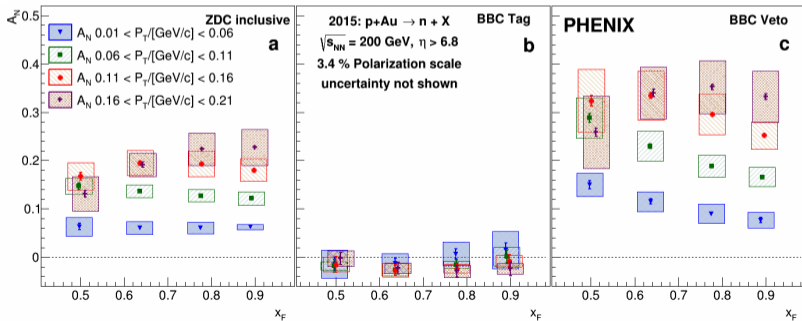 A_N
ZDC inclusive
A_N 0.01 < P_T/[GeV/c] < 0.06
A_N 0.06 < P_T/[GeV/c] < 0.11
A_N 0.11 < P_T/[GeV/c] < 0.16
A_N 0.16 < P_T/[GeV/c] < 0.21
a
2015: p+Au → n + X
BBC Tag
√s_NN = 200 GeV, η > 6.8
b
3.4 % Polarization scale
uncertainty not shown
PHENIX
BBC Veto
c
0.5
0.4
0.3
0.2
0.1
0
0.5 0.6 0.7 0.8 0.9
x_F
0.5 0.6 0.7 0.8 0.9
x_F
0.5 0.6 0.7 0.8 0.9
x_F